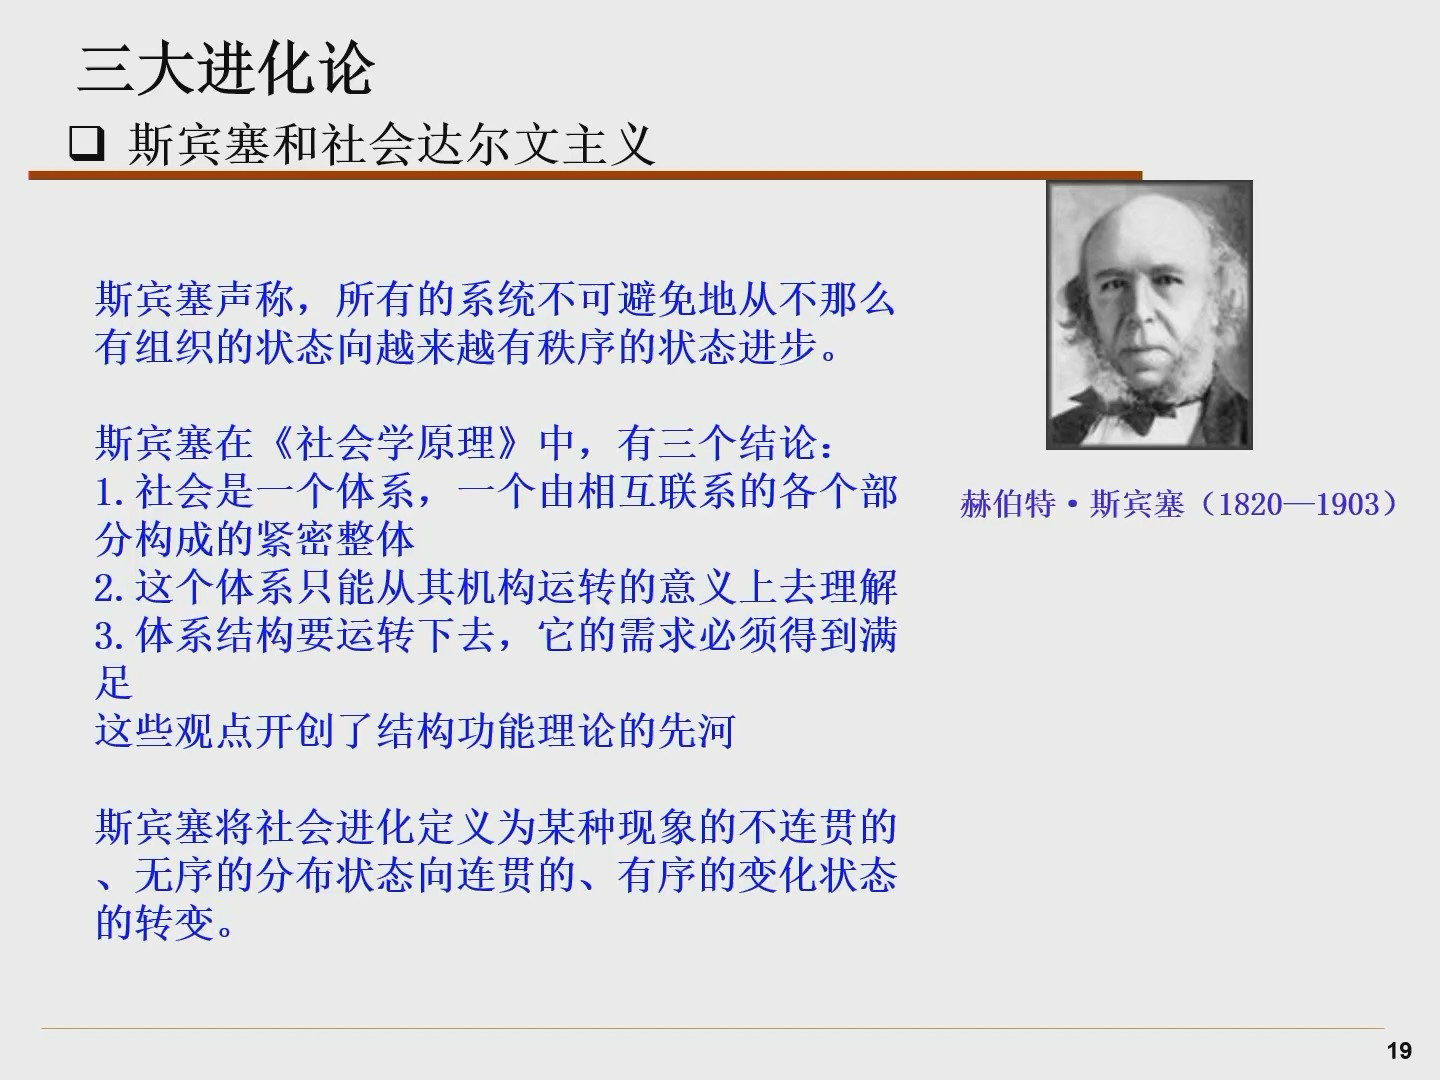 三大进化论
斯宾塞和社会达尔文主义
斯宾塞声称，所有的系统不可避免地从不那么
有组织的状态向越来越有秩序的状态进步。
斯宾塞在《社会学原理》中，有三个结论：
1.社会是一个体系，一个由相互联系的各个部
分构成的紧密整体
2.这个体系只能从其机构运转的意义上去理解
3.体系结构要运转下去，它的需求必须得到满
足
这些观点开创了结构功能理论的先河
斯宾塞将社会进化定义为某种现象的不连贯的
、无序的分布状态向连贯的、有序的变化状态
的转变。
赫伯特·斯宾塞（1820—1903）
19